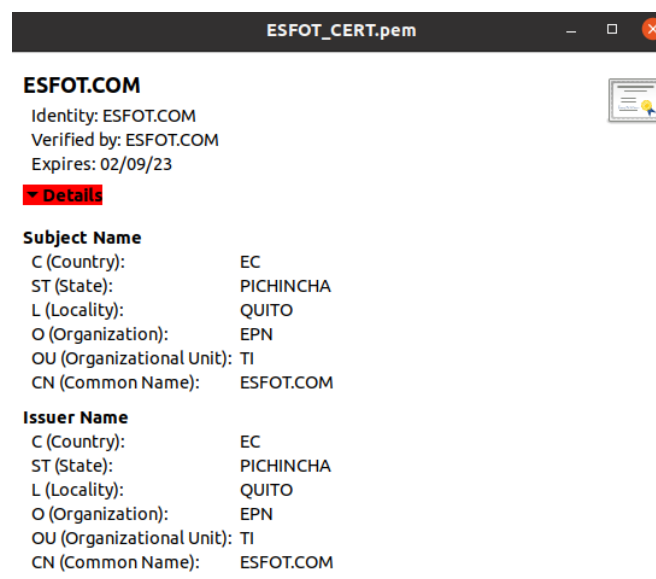 ESFOT_CERT.pem
ESFOT.COM
Identity: ESFOT.COM
Verified by: ESFOT.COM
Expires: 02/09/23
Details
Subject Name
C (Country): EC
ST (State): PICHINCHA
L (Locality): QUITO
O (Organization): EPN
OU (Organizational Unit): TI
CN (Common Name): ESFOT.COM
Issuer Name
C (Country): EC
ST (State): PICHINCHA
L (Locality): QUITO
O (Organization): EPN
OU (Organizational Unit): TI
CN (Common Name): ESFOT.COM